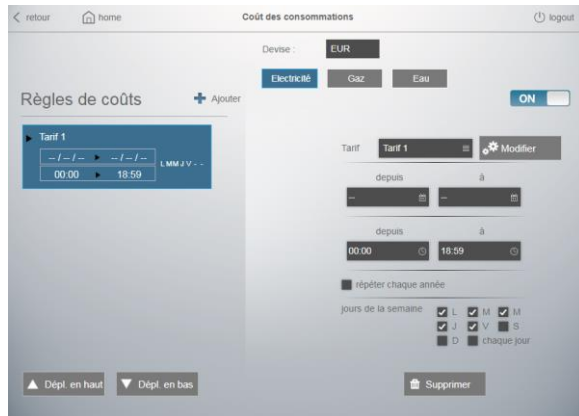 retour home Coût des consommations logout
Devise : EUR
Electricité Gaz Eau
Règles de coûts Ajouter
ON
Tarif 1
-- / -- / -- -- / -- / --
L M M J V - -
00:00 18:59
Tarif Tarif 1 Modifier
depuis à
-- --
depuis à
00:00 18:59
répéter chaque année
jours de la semaine L M M
J V S
D chaque jour
Dépl. en haut Dépl. en bas Supprimer